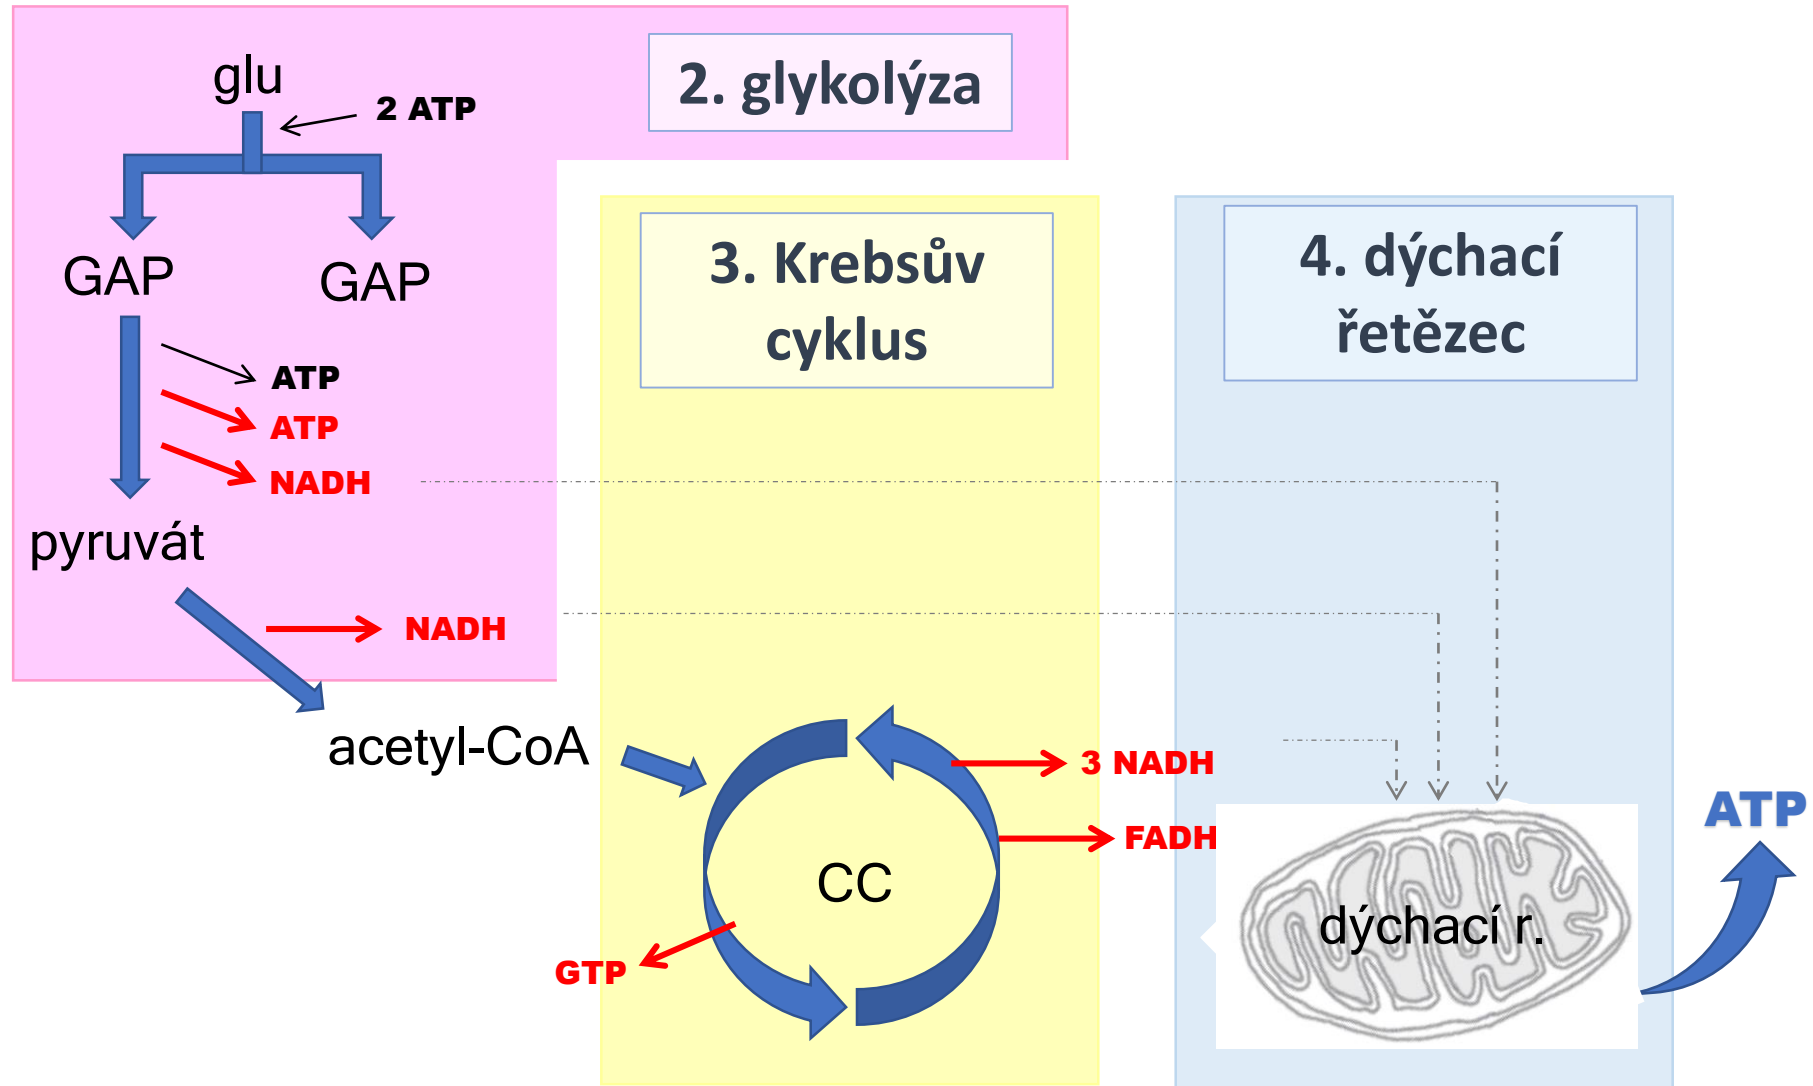 2. glykolýza
glu
2 ATP
GAP
GAP
ATP
ATP
NADH
pyruvát
NADH
acetyl-CoA
3. Krebsův
cyklus
3 NADH
FADH
CC
GTP
4. dýchací
řetězec
dýchací r.
ATP